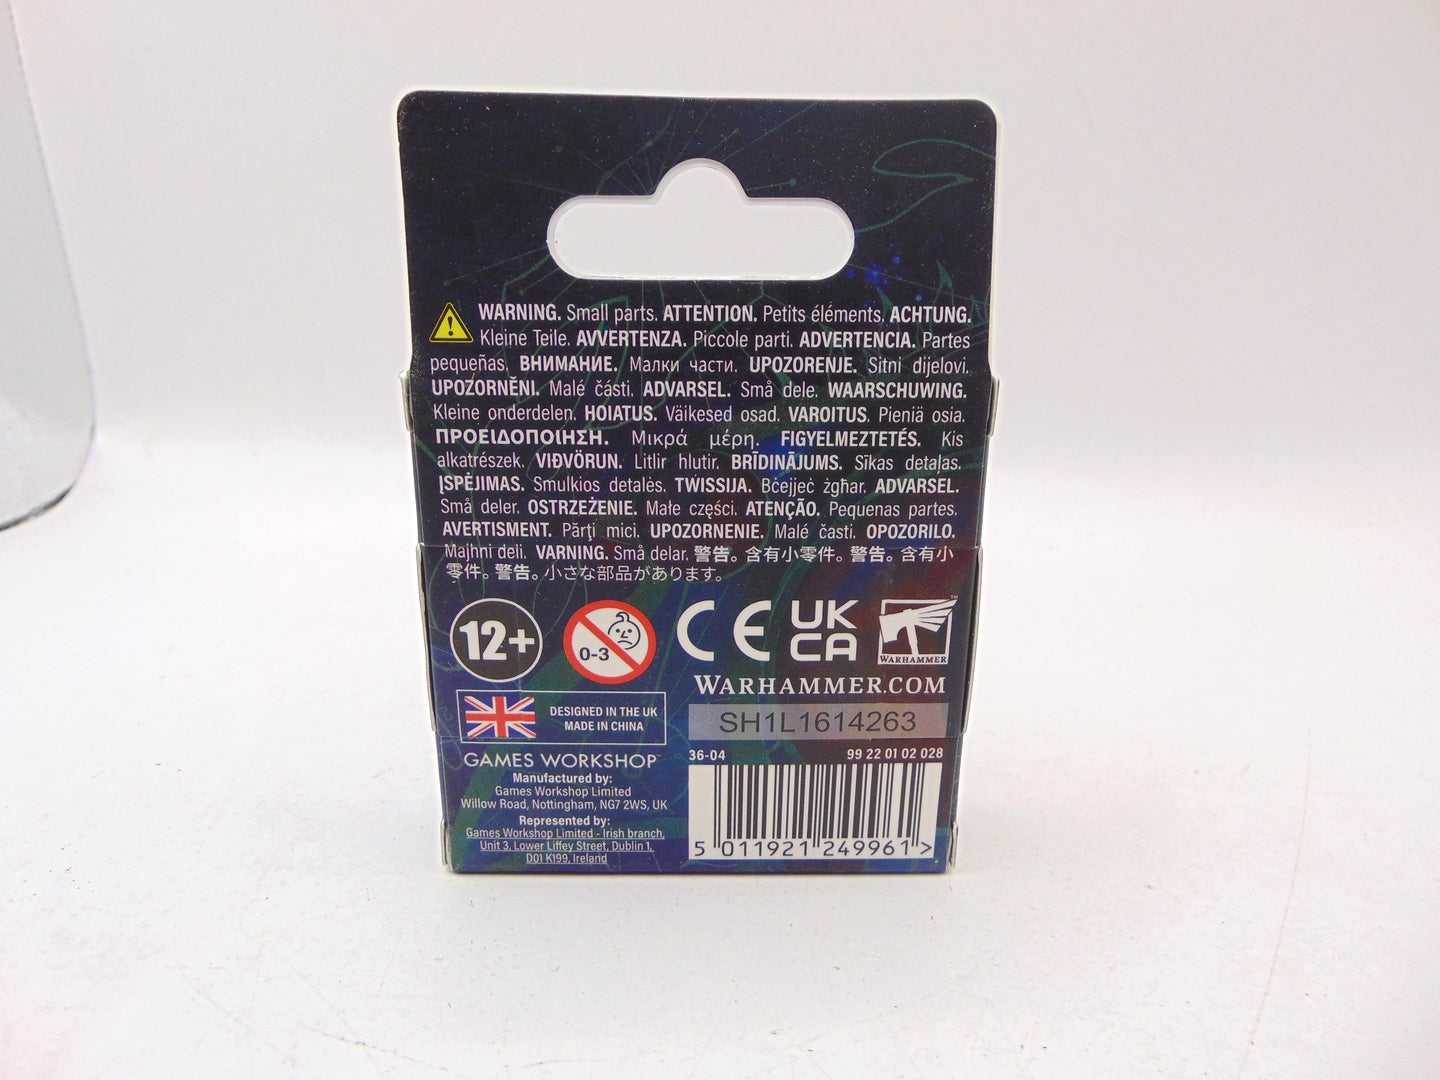 WARNING. Small parts. ATTENTION. Petits éléments. ACHTUNG.
Kleine Teile. AVVERTENZA. Piccole parti. ADVERTENCIA. Partes
pequeñas. ВНИМАНИЕ. Малки части. UPOZORENJE. Sitni dijelovi.
UPOZORNĚNI. Malé části. ADVARSEL. Små dele. WAARSCHUWING.
Kleine onderdelen. HOIATUS. Väikesed osad. VAROITUS. Pieniä osia.
ΠΡΟΕΙΔΟΠΟΙΗΣΗ. Μικρά μέρη. FIGYELMEZTETÉS. Kis
alkatrészek. VIÐVÖRUN. Litlir hlutir. BRĪDINĀJUMS. Sīkas detaļas.
ĮSPĖJIMAS. Smulkios detalės. TWISSIJA. Bċejjeċ żgħar. ADVARSEL.
Små deler. OSTRZEŻENIE. Małe części. ATENÇÃO. Pequenas partes.
AVERTISMENT. Părţi mici. UPOZORNENIE. Malé časti. OPOZORILO.
Majhni deli. VARNING. Små delar. 警告。含有小零件。警告。含有小
零件。警告。小さな部品があります。
12+
0-3
CE
UK
CA
WARHAMMER
™
WARHAMMER.COM
DESIGNED IN THE UK
MADE IN CHINA
SH1L1614263
GAMES WORKSHOP™
Manufactured by:
Games Workshop Limited
Willow Road, Nottingham, NG7 2WS, UK
Represented by:
Games Workshop Limited - Irish branch,
Unit 3, Lower Liffey Street, Dublin 1,
D01 K199, Ireland
36-04 99 22 01 02 028
5 011921 249961 >